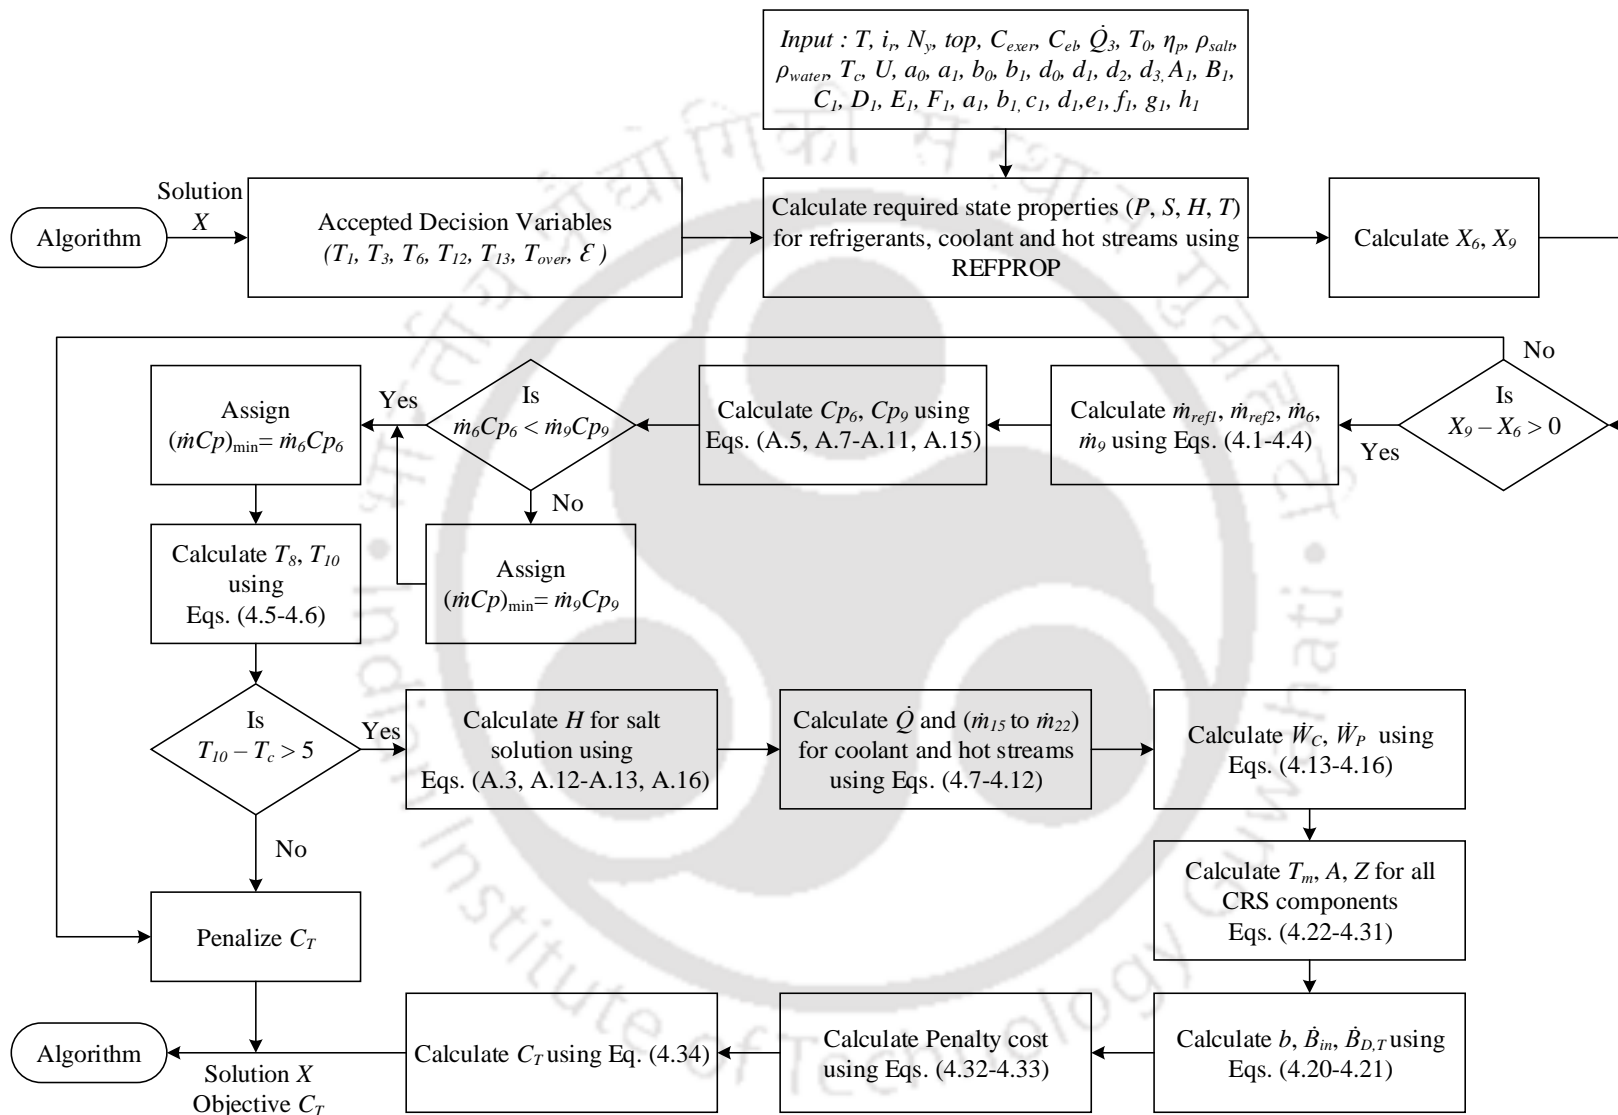 Input : T, i_r, N_y, top, C_exer, C_el, Q̇_3, T_0, η_p, ρ_salt,
ρ_water, T_c, U, a_0, a_1, b_0, b_1, d_0, d_1, d_2, d_3, A_1, B_1,
C_1, D_1, E_1, F_1, a_1, b_1, c_1, d_1, e_1, f_1, g_1, h_1
Algorithm
Solution
X
Accepted Decision Variables
(T_1, T_3, T_6, T_12, T_13, T_over, ℰ )
Calculate required state properties (P, S, H, T)
for refrigerants, coolant and hot streams using
REFPROP
Calculate X_6, X_9
No
Is
X_9 – X_6 > 0
Yes
Calculate ṁ_ref1, ṁ_ref2, ṁ_6,
ṁ_9 using Eqs. (4.1-4.4)
Calculate Cp_6, Cp_9 using
Eqs. (A.5, A.7-A.11, A.15)
Is
ṁ_6Cp_6 < ṁ_9Cp_9
Yes
No
Assign
(ṁCp)_min= ṁ_6Cp_6
Assign
(ṁCp)_min= ṁ_9Cp_9
Calculate T_8, T_10
using
Eqs. (4.5-4.6)
Is
T_10 – T_c > 5
Yes
No
Calculate H for salt
solution using
Eqs. (A.3, A.12-A.13, A.16)
Calculate Q̇ and (ṁ_15 to ṁ_22)
for coolant and hot streams
using Eqs. (4.7-4.12)
Calculate Ẇ_C, Ẇ_P using
Eqs. (4.13-4.16)
Calculate T_m, A, Z for all
CRS components
Eqs. (4.22-4.31)
Calculate b, Ḃ_in, Ḃ_D,T using
Eqs. (4.20-4.21)
Calculate Penalty cost
using Eqs. (4.32-4.33)
Calculate C_T using Eq. (4.34)
Penalize C_T
Solution X
Objective C_T
Algorithm
भारतीय प्रौद्योगिकी संस्थान गुवाहाटी
Indian Institute of Technology Guwahati